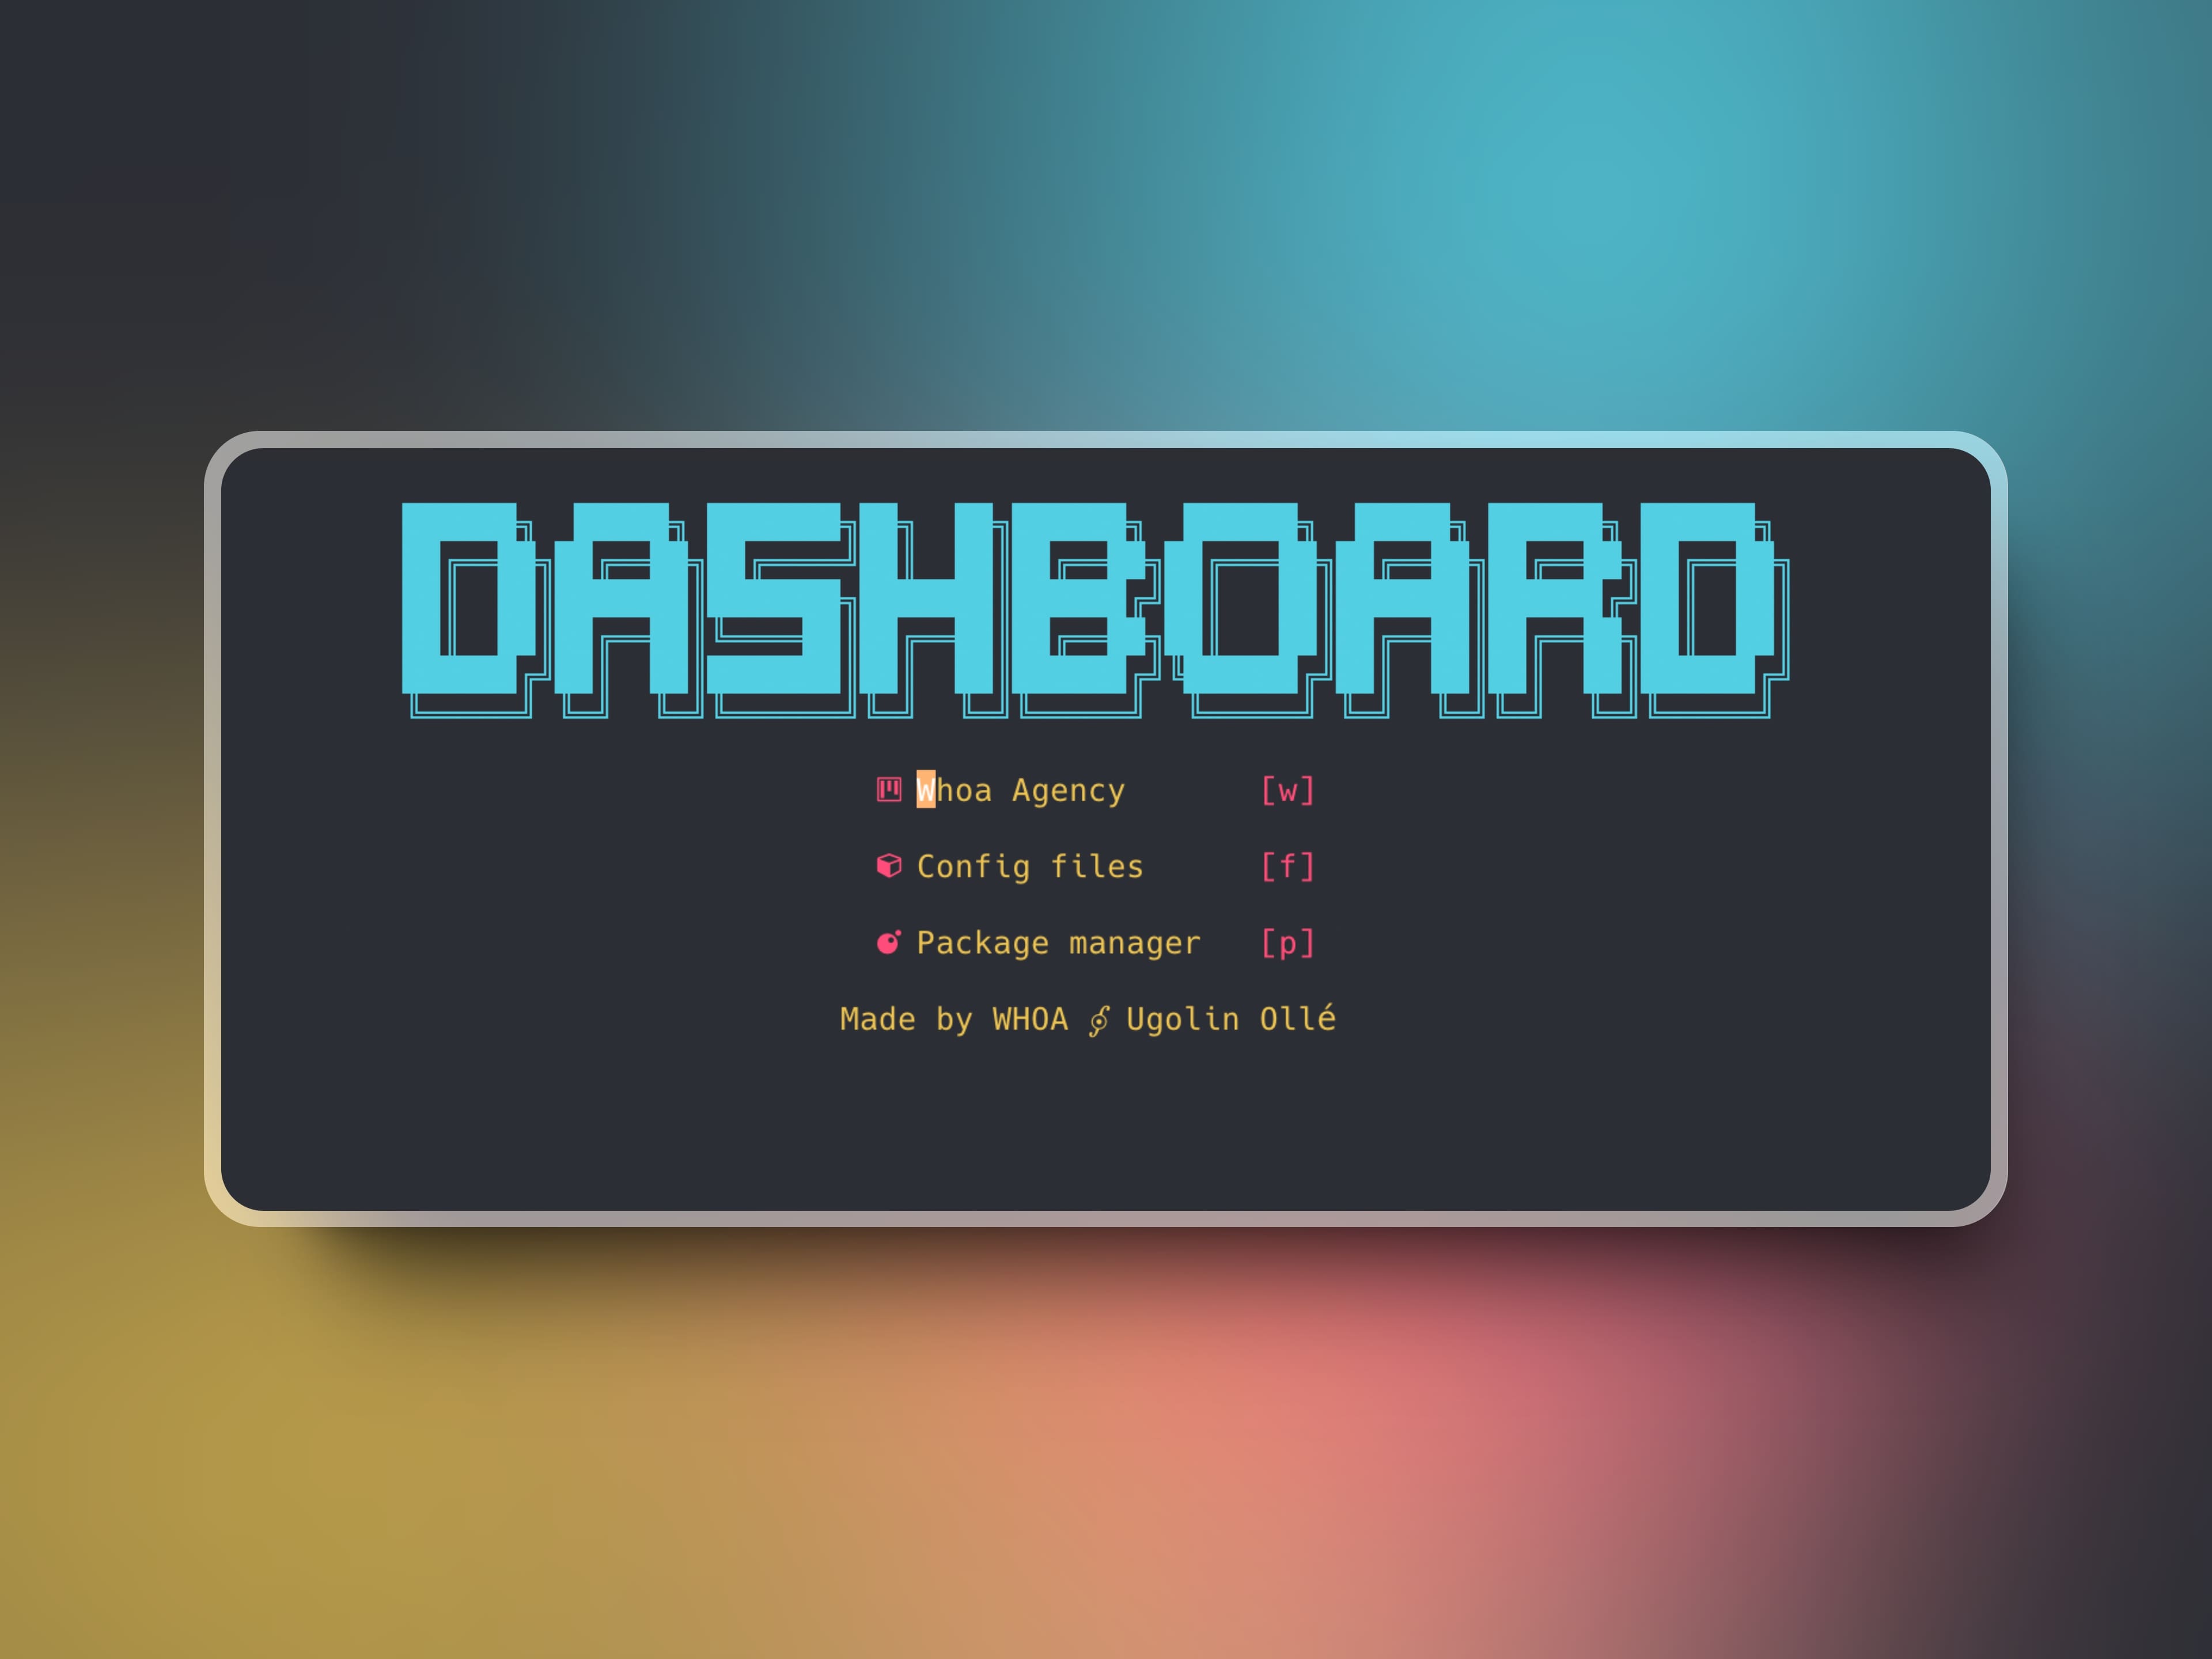 DASHBOARD
Whoa Agency [w]
Config files [f]
Package manager [p]
Made by WHOA ∮ Ugolin Ollé